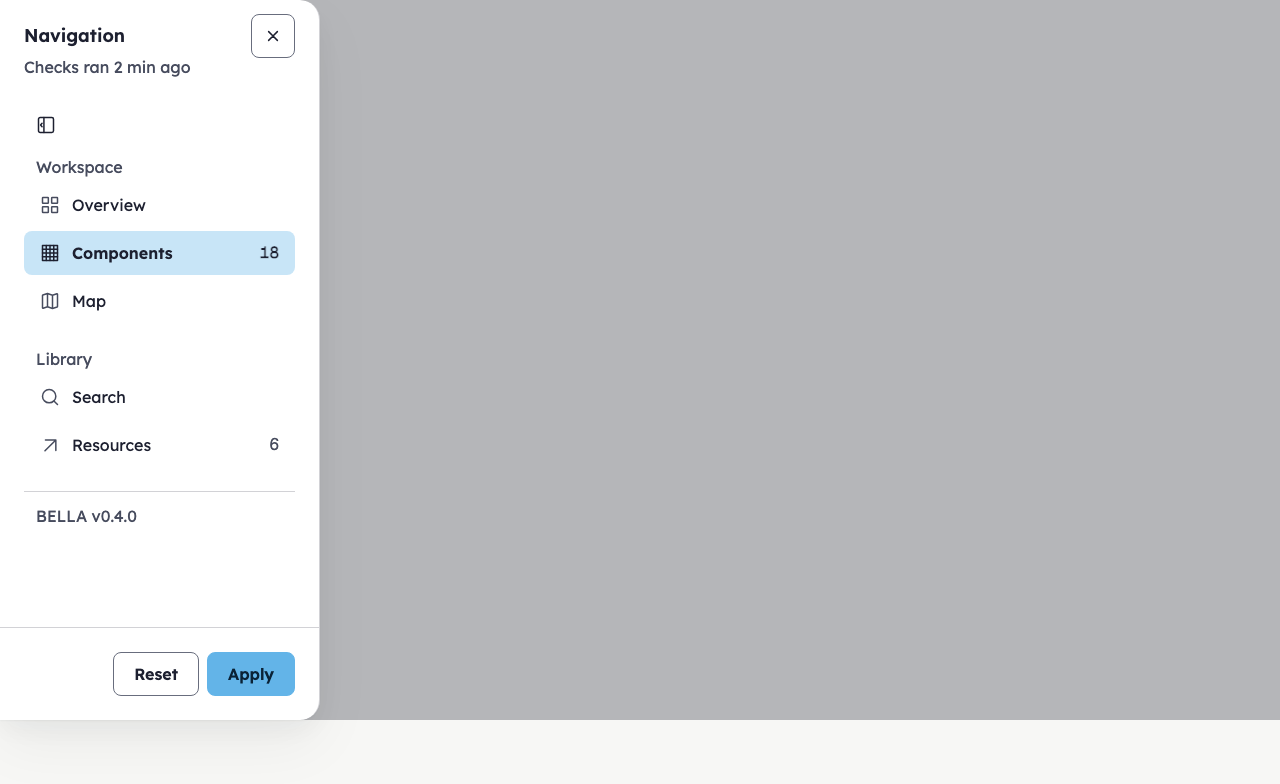 Navigation
Checks ran 2 min ago
Workspace
Overview
Components 18
Map
Library
Search
Resources 6
BELLA v0.4.0
Reset Apply